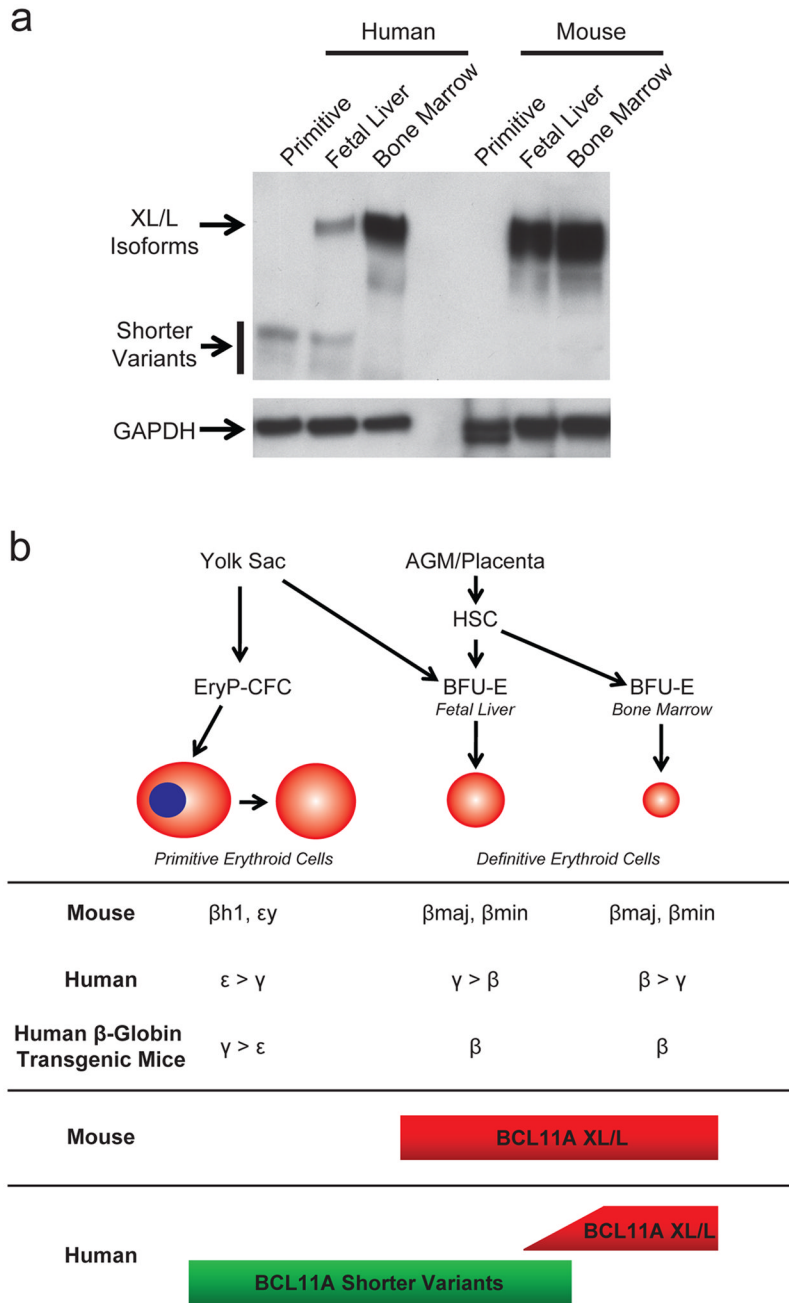 a
Human
Mouse
Primitive
Fetal Liver
Bone Marrow
Primitive
Fetal Liver
Bone Marrow
XL/L
Isoforms
Shorter
Variants
GAPDH
b
Yolk Sac
AGM/Placenta
HSC
EryP-CFC
BFU-E
Fetal Liver
BFU-E
Bone Marrow
Primitive Erythroid Cells
Definitive Erythroid Cells
Mouse βh1, εy βmaj, βmin βmaj, βmin
Human ε > γ γ > β β > γ
Human β-Globin
Transgenic Mice γ > ε β β
Mouse BCL11A XL/L
Human BCL11A XL/L
BCL11A Shorter Variants